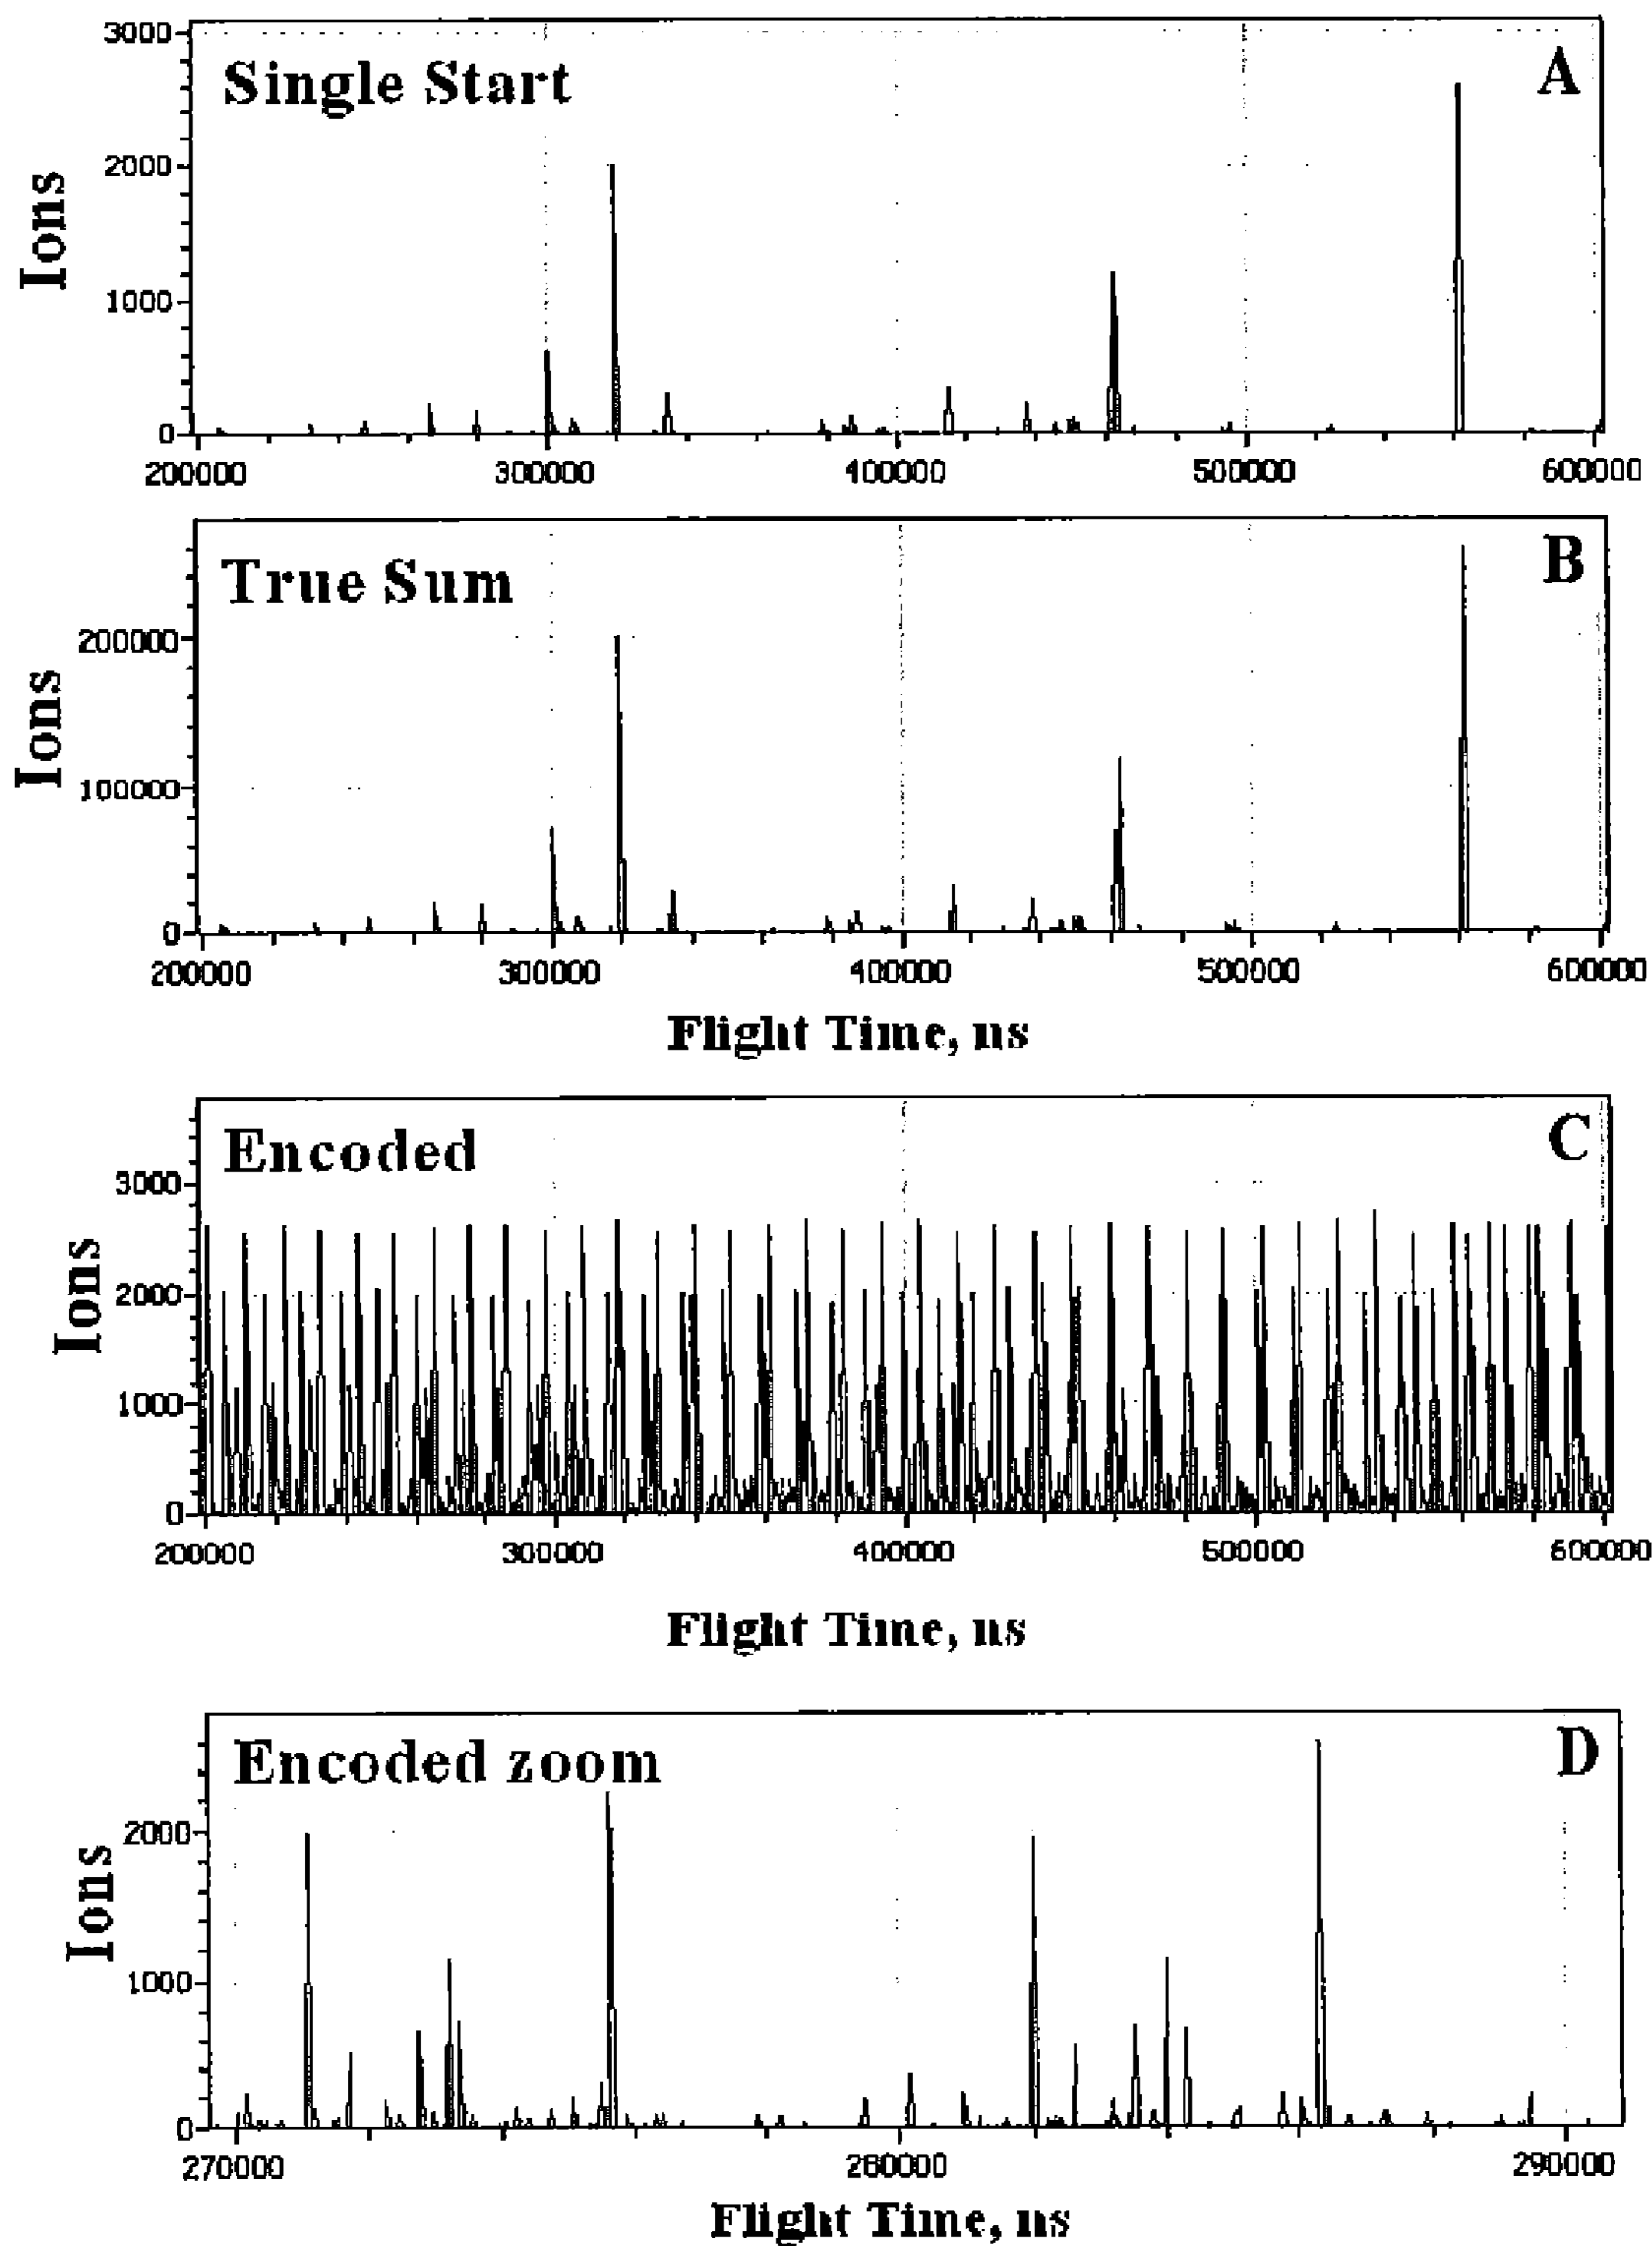 3000
Single Start
A
2000
Ions
1000
0
200000 300000 400000 500000 600000
True Sum
B
200000
Ions
100000
0
200000 300000 400000 500000 600000
Flight Time, ns
Encoded
C
3000
Ions
2000
1000
0
200000 300000 400000 500000 600000
Flight Time, ns
Encoded zoom
D
2000
Ions
1000
0
270000 280000 290000
Flight Time, ns